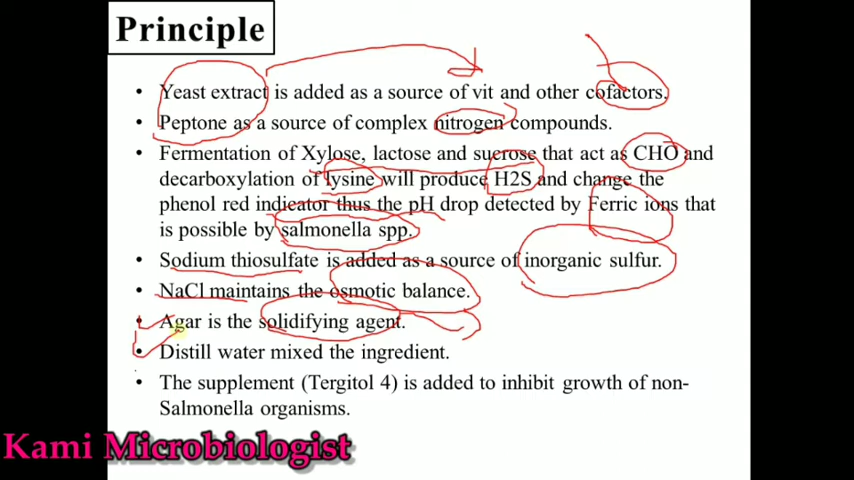 Principle
• Yeast extract is added as a source of vit and other cofactors.
• Peptone as a source of complex nitrogen compounds.
• Fermentation of Xylose, lactose and sucrose that act as CHO and
decarboxylation of lysine will produce H2S and change the
phenol red indicator thus the pH drop detected by Ferric ions that
is possible by salmonella spp.
• Sodium thiosulfate is added as a source of inorganic sulfur.
• NaCl maintains the osmotic balance.
• Agar is the solidifying agent.
• Distill water mixed the ingredient.
• The supplement (Tergitol 4) is added to inhibit growth of non-
Salmonella organisms.
Kami Microbiologist